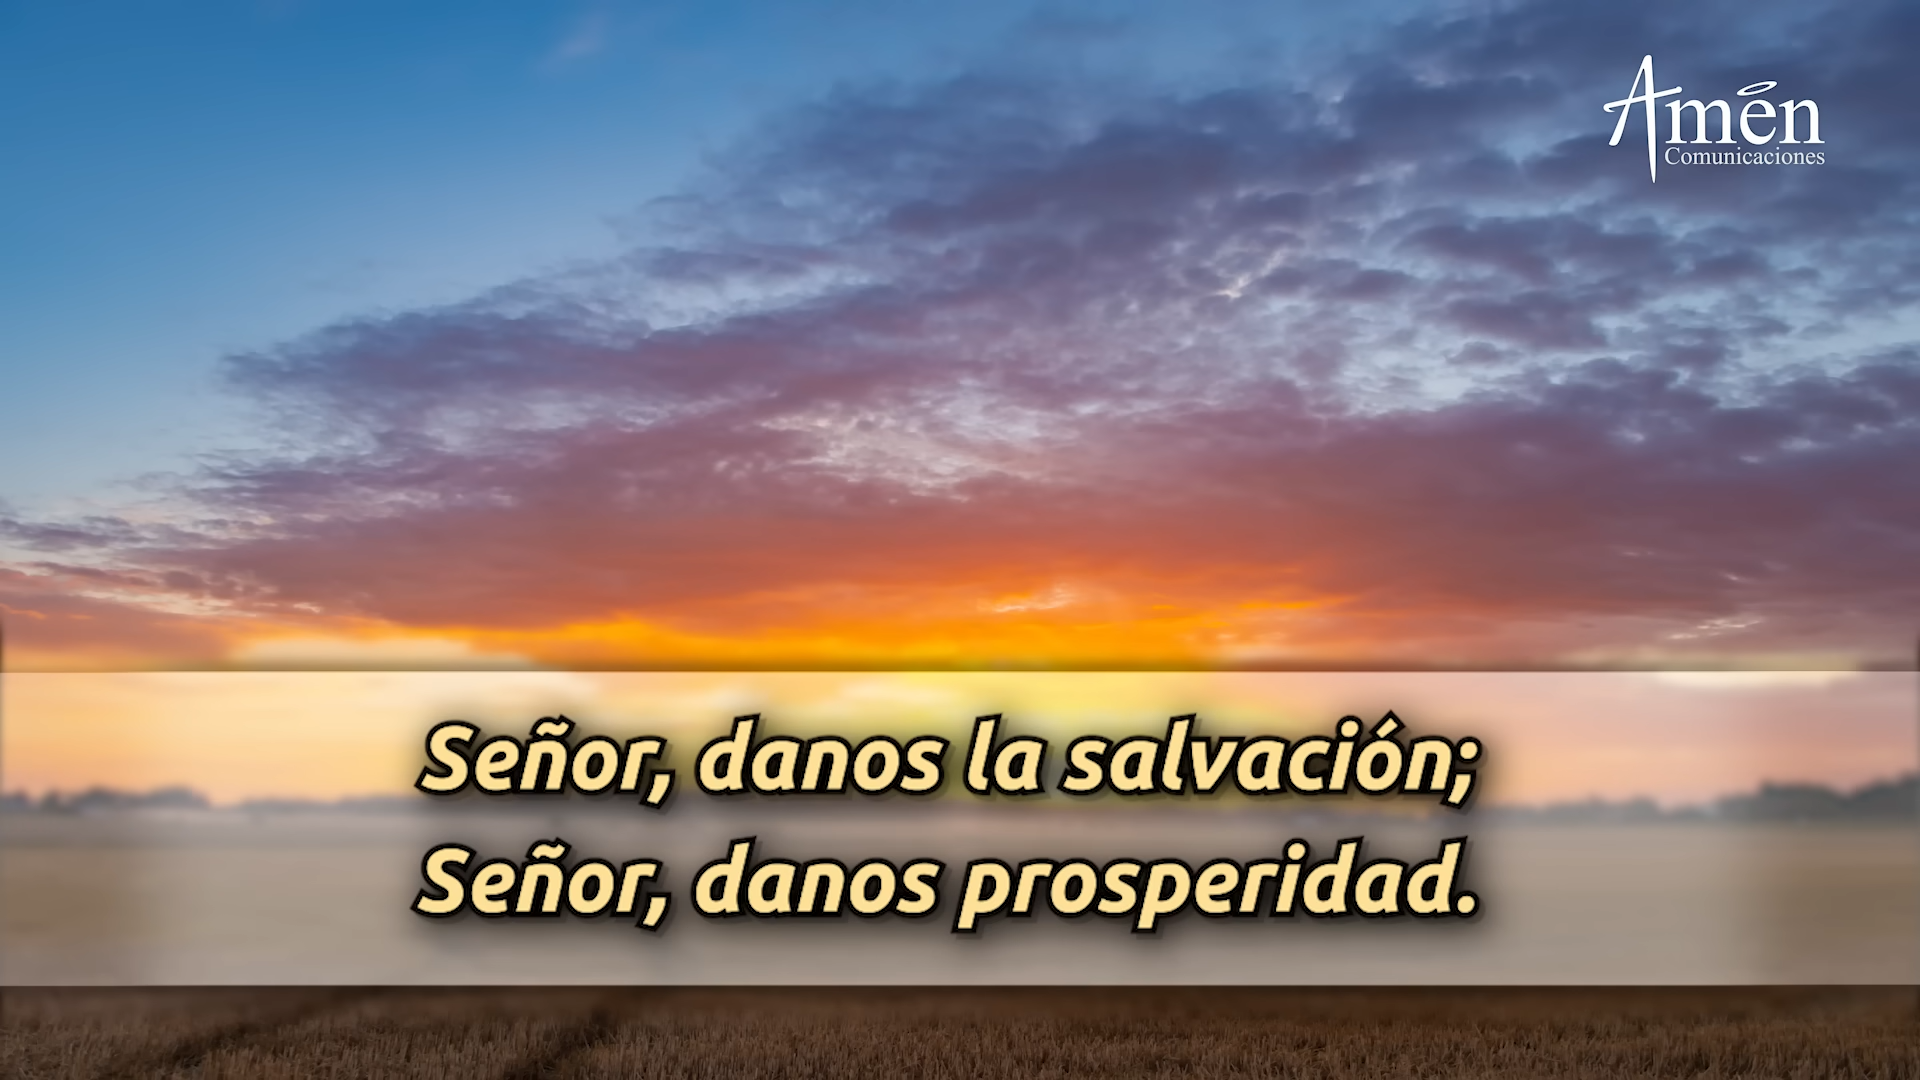 Amén
Comunicaciones
Señor, danos la salvación;
Señor, danos prosperidad.